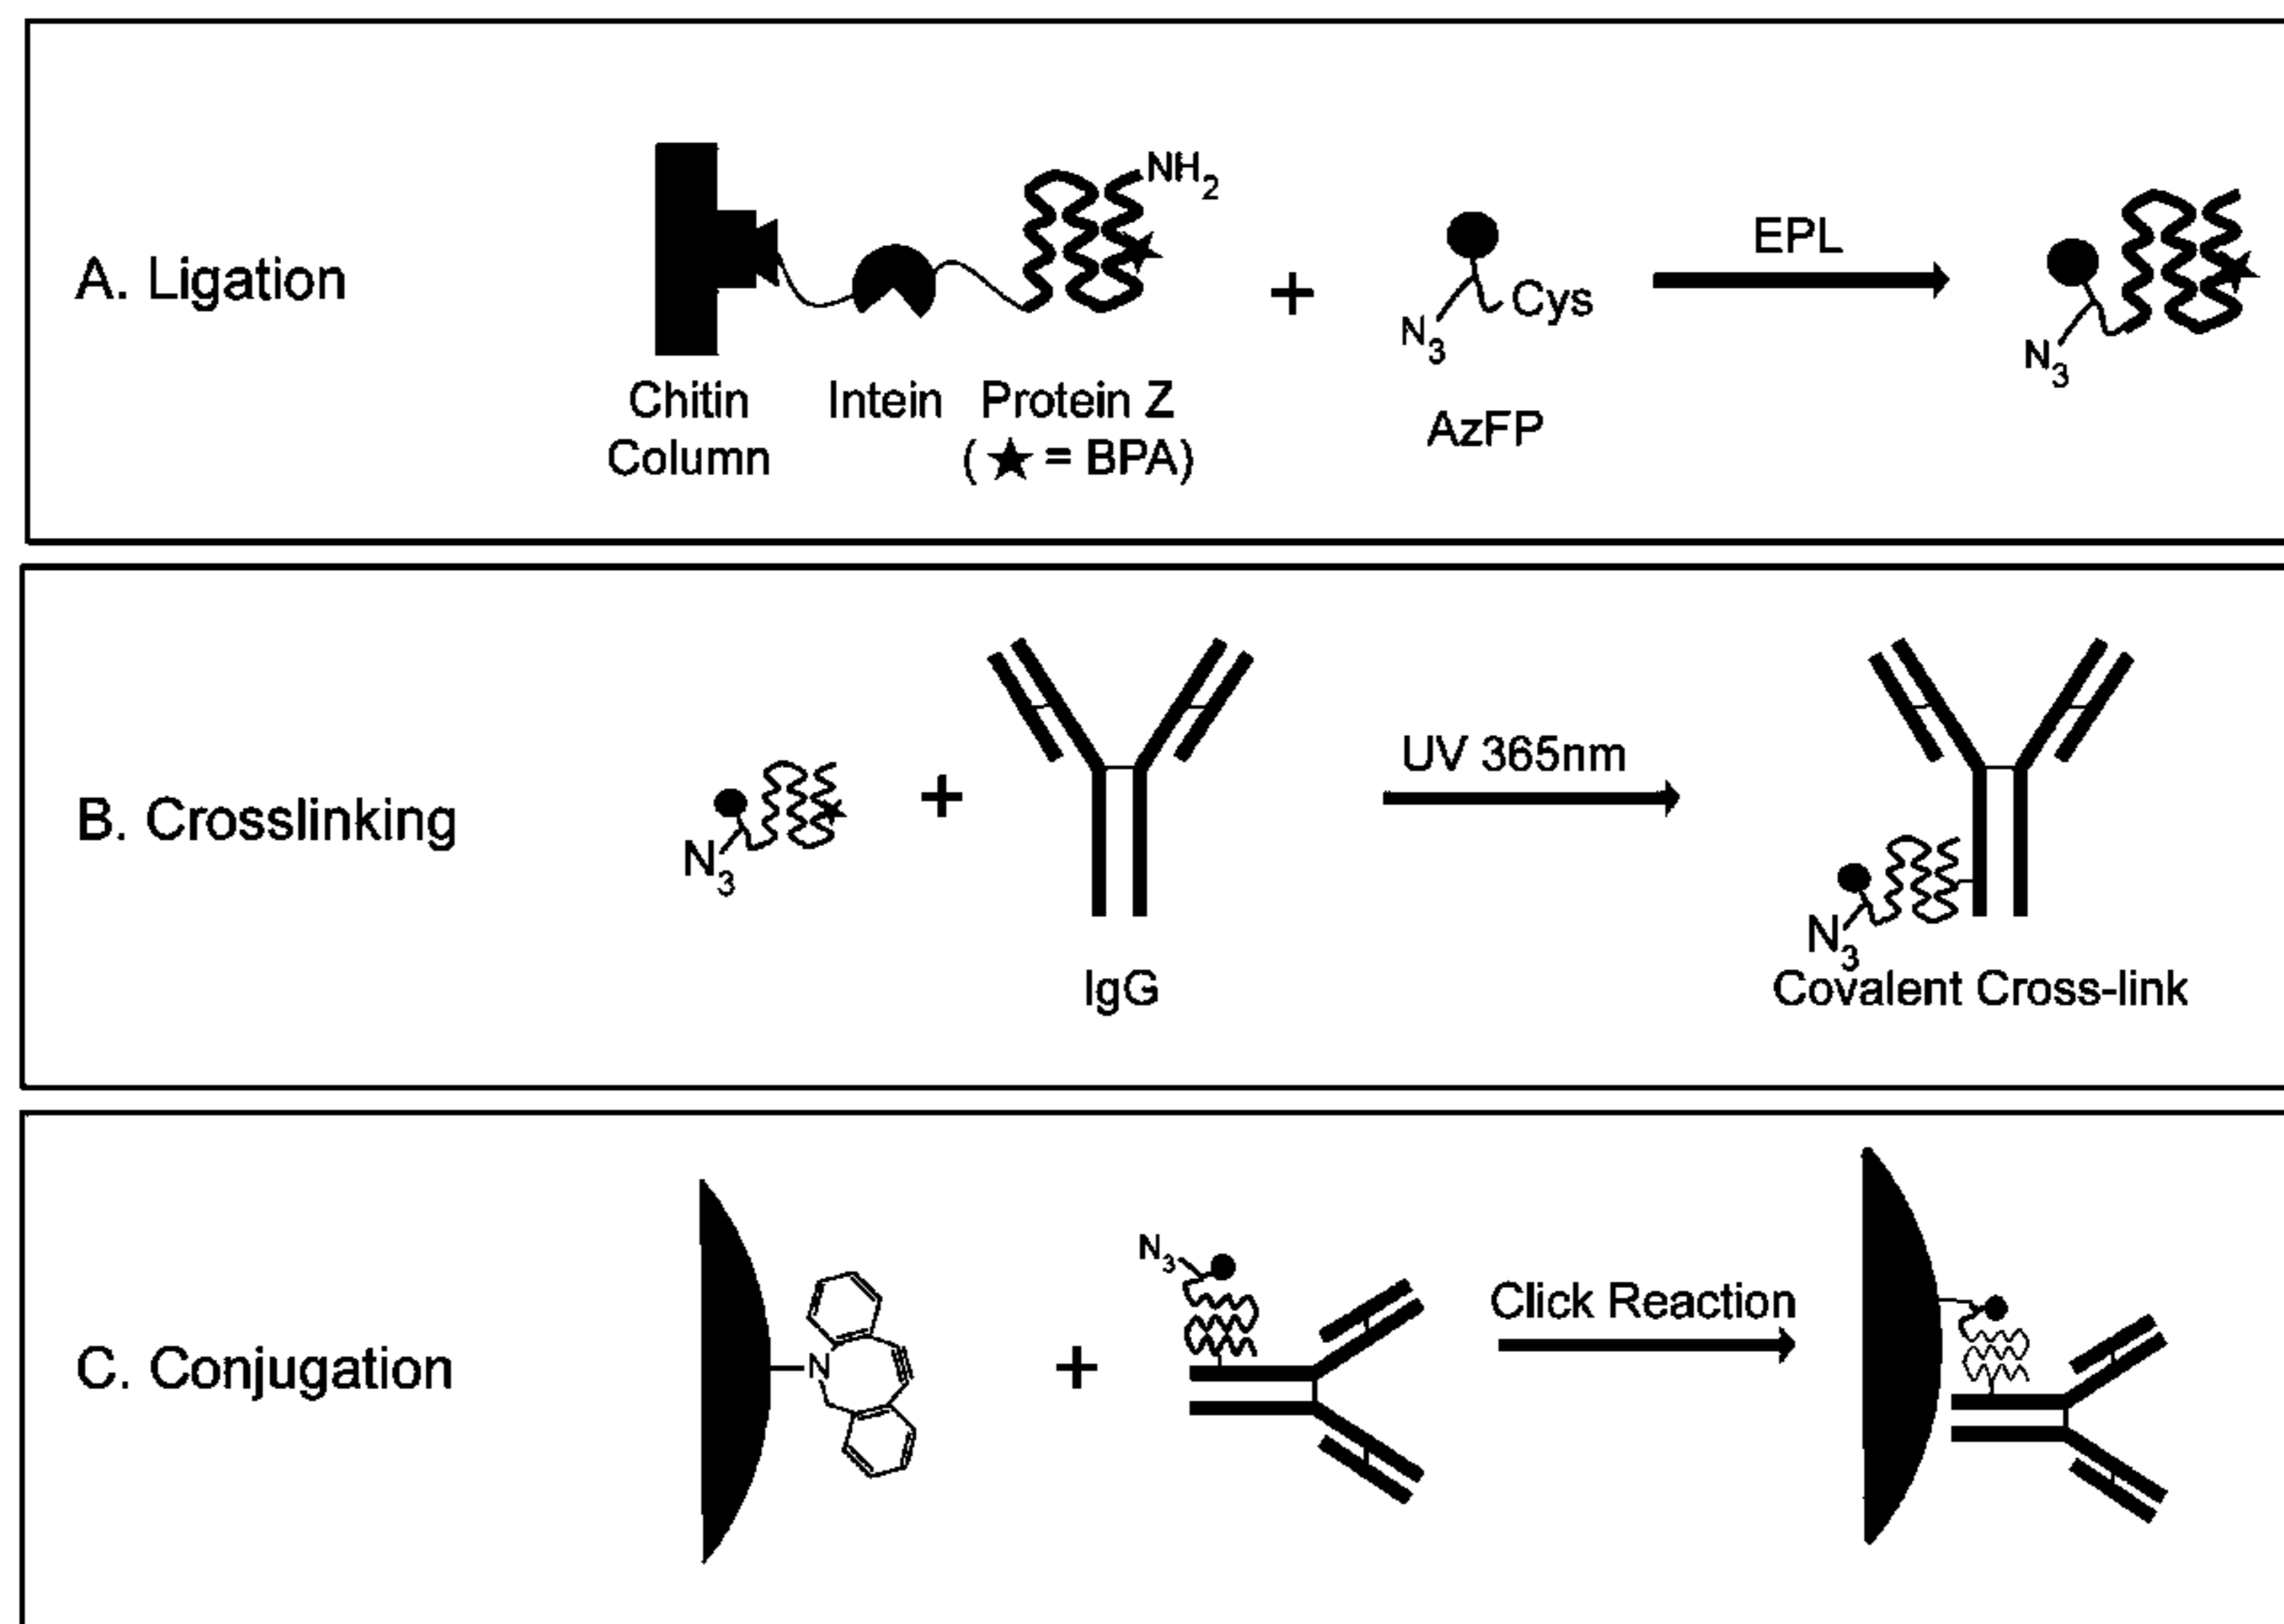 A. Ligation
NH2
+
N3
Cys
EPL
N3
Chitin
Column
Intein
Protein Z
(★ = BPA)
AzFP
B. Crosslinking
N3
+
IgG
UV 365nm
N3
Covalent Cross-link
C. Conjugation
N
+
N3
Click Reaction